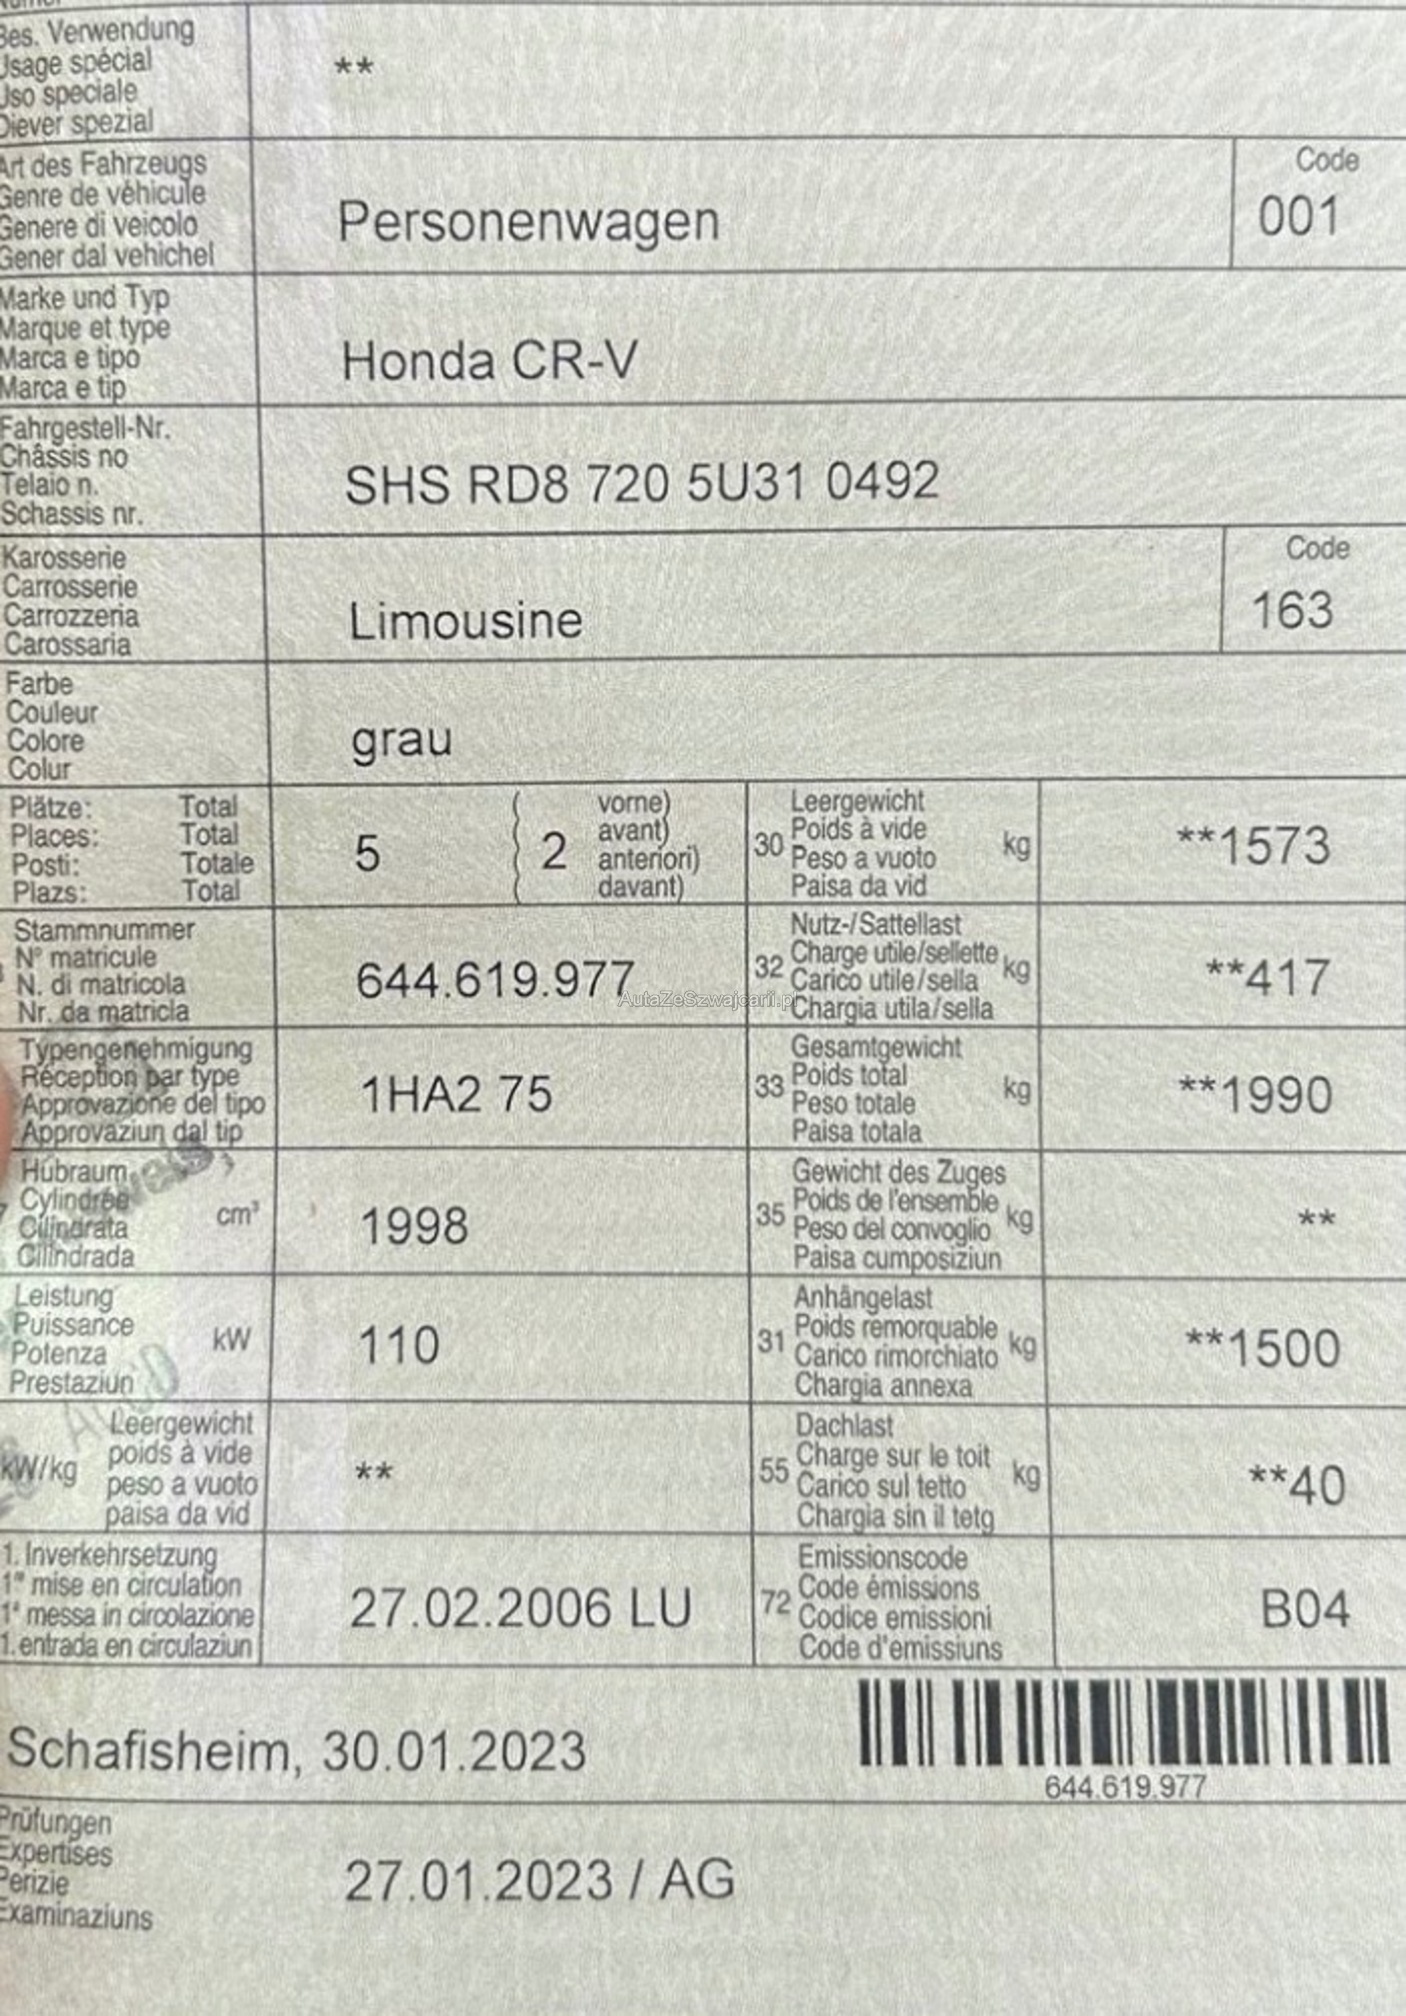 Bes. Verwendung
Usage spécial
Uso speciale
Diever spezial
**
Art des Fahrzeugs
Genre de véhicule
Genere di veicolo
Gener dal vehichel
Personenwagen
Code
001
Marke und Typ
Marque et type
Marca e tipo
Marca e tip
Honda CR-V
Fahrgestell-Nr.
Châssis no
Telaio n.
Schassis nr.
SHS RD8 720 5U31 0492
Karosserie
Carrosserie
Carrozzeria
Carossaria
Limousine
Code
163
Farbe
Couleur
Colore
Colur
grau
Plätze: Total
Places: Total
Posti: Totale
Plazs: Total
5
2
vorne)
avant)
anteriori)
davant)
30
Leergewicht
Poids à vide
Peso a vuoto
Paisa da vid
kg
**1573
Stammnummer
N° matricule
N. di matricola
Nr. da matricla
644.619.977
AutaZeSzwajcarii.pl
32
Nutz-/Sattellast
Charge utile/sellette
Carico utile/sella
Chargia utila/sella
kg
**417
Typengenehmigung
Réception par type
Approvazione del tipo
Approvaziun dal tip
1HA2 75
33
Gesamtgewicht
Poids total
Peso totale
Paisa totala
kg
**1990
Hubraum
Cylindrée
Cilindrata
Cilindrada
cm³
1998
35
Gewicht des Zuges
Poids de l'ensemble
Peso del convoglio
Paisa cumposiziun
kg
**
Leistung
Puissance
Potenza
Prestaziun
kW
110
31
Anhängelast
Poids remorquable
Carico rimorchiato
Chargia annexa
kg
**1500
kW/kg
Leergewicht
poids à vide
peso a vuoto
paisa da vid
**
55
Dachlast
Charge sur le toit
Carico sul tetto
Chargia sin il tetg
kg
**40
1. Inverkehrsetzung
1re mise en circulation
1a messa in circolazione
1. entrada en circulaziun
27.02.2006 LU
72
Emissionscode
Code émissions
Codice emissioni
Code d'emissiuns
B04
Schafisheim, 30.01.2023
644.619.977
Prüfungen
Expertises
Perizie
Examinaziuns
27.01.2023 / AG